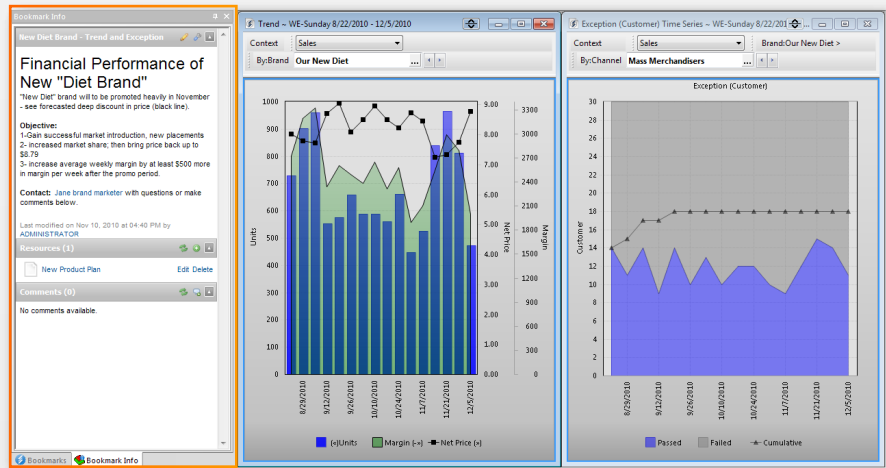 Bookmark Info
New Diet Brand - Trend and Exception
Financial Performance of
New "Diet Brand"
"New Diet" brand will to be promoted heavily in November
- see forecasted deep discount in price (black line).
Objective:
1-Gain successful market introduction, new placements
2- increased market share; then bring price back up to
$8.79
3- increase average weekly margin by at least $500 more
in margin per week after the promo period.
Contact: Jane brand marketer with questions or make
comments below.
Last modified on Nov 10, 2010 at 04:40 PM by
ADMINISTRATOR
Resources (1)
New Product Plan Edit Delete
Comments (0)
No comments available.
Bookmarks Bookmark Info
Trend ~ WE-Sunday 8/22/2010 - 12/5/2010
Context Sales
By:Brand Our New Diet ...
1000
900
800
700
600
500
400
300
200
100
0
Units
9.00
8.00
7.00
6.00
5.00
4.00
3.00
2.00
1.00
0.00
Net Price
3300
3000
2700
2400
2100
1800
1500
1200
900
600
300
0
Margin
8/29/2010
9/12/2010
9/26/2010
10/10/2010
10/24/2010
11/7/2010
11/21/2010
12/5/2010
(«)Units Margin (-») Net Price (»)
Exception (Customer) Time Series ~ WE-Sunday 8/22/201
Context Sales Brand:Our New Diet >
By:Channel Mass Merchandisers ...
Exception (Customer)
30
28
26
24
22
20
18
16
14
12
10
8
6
4
2
0
Customer
8/29/2010
9/12/2010
9/26/2010
10/10/2010
10/24/2010
11/7/2010
11/21/2010
12/5/2010
Passed Failed Cumulative